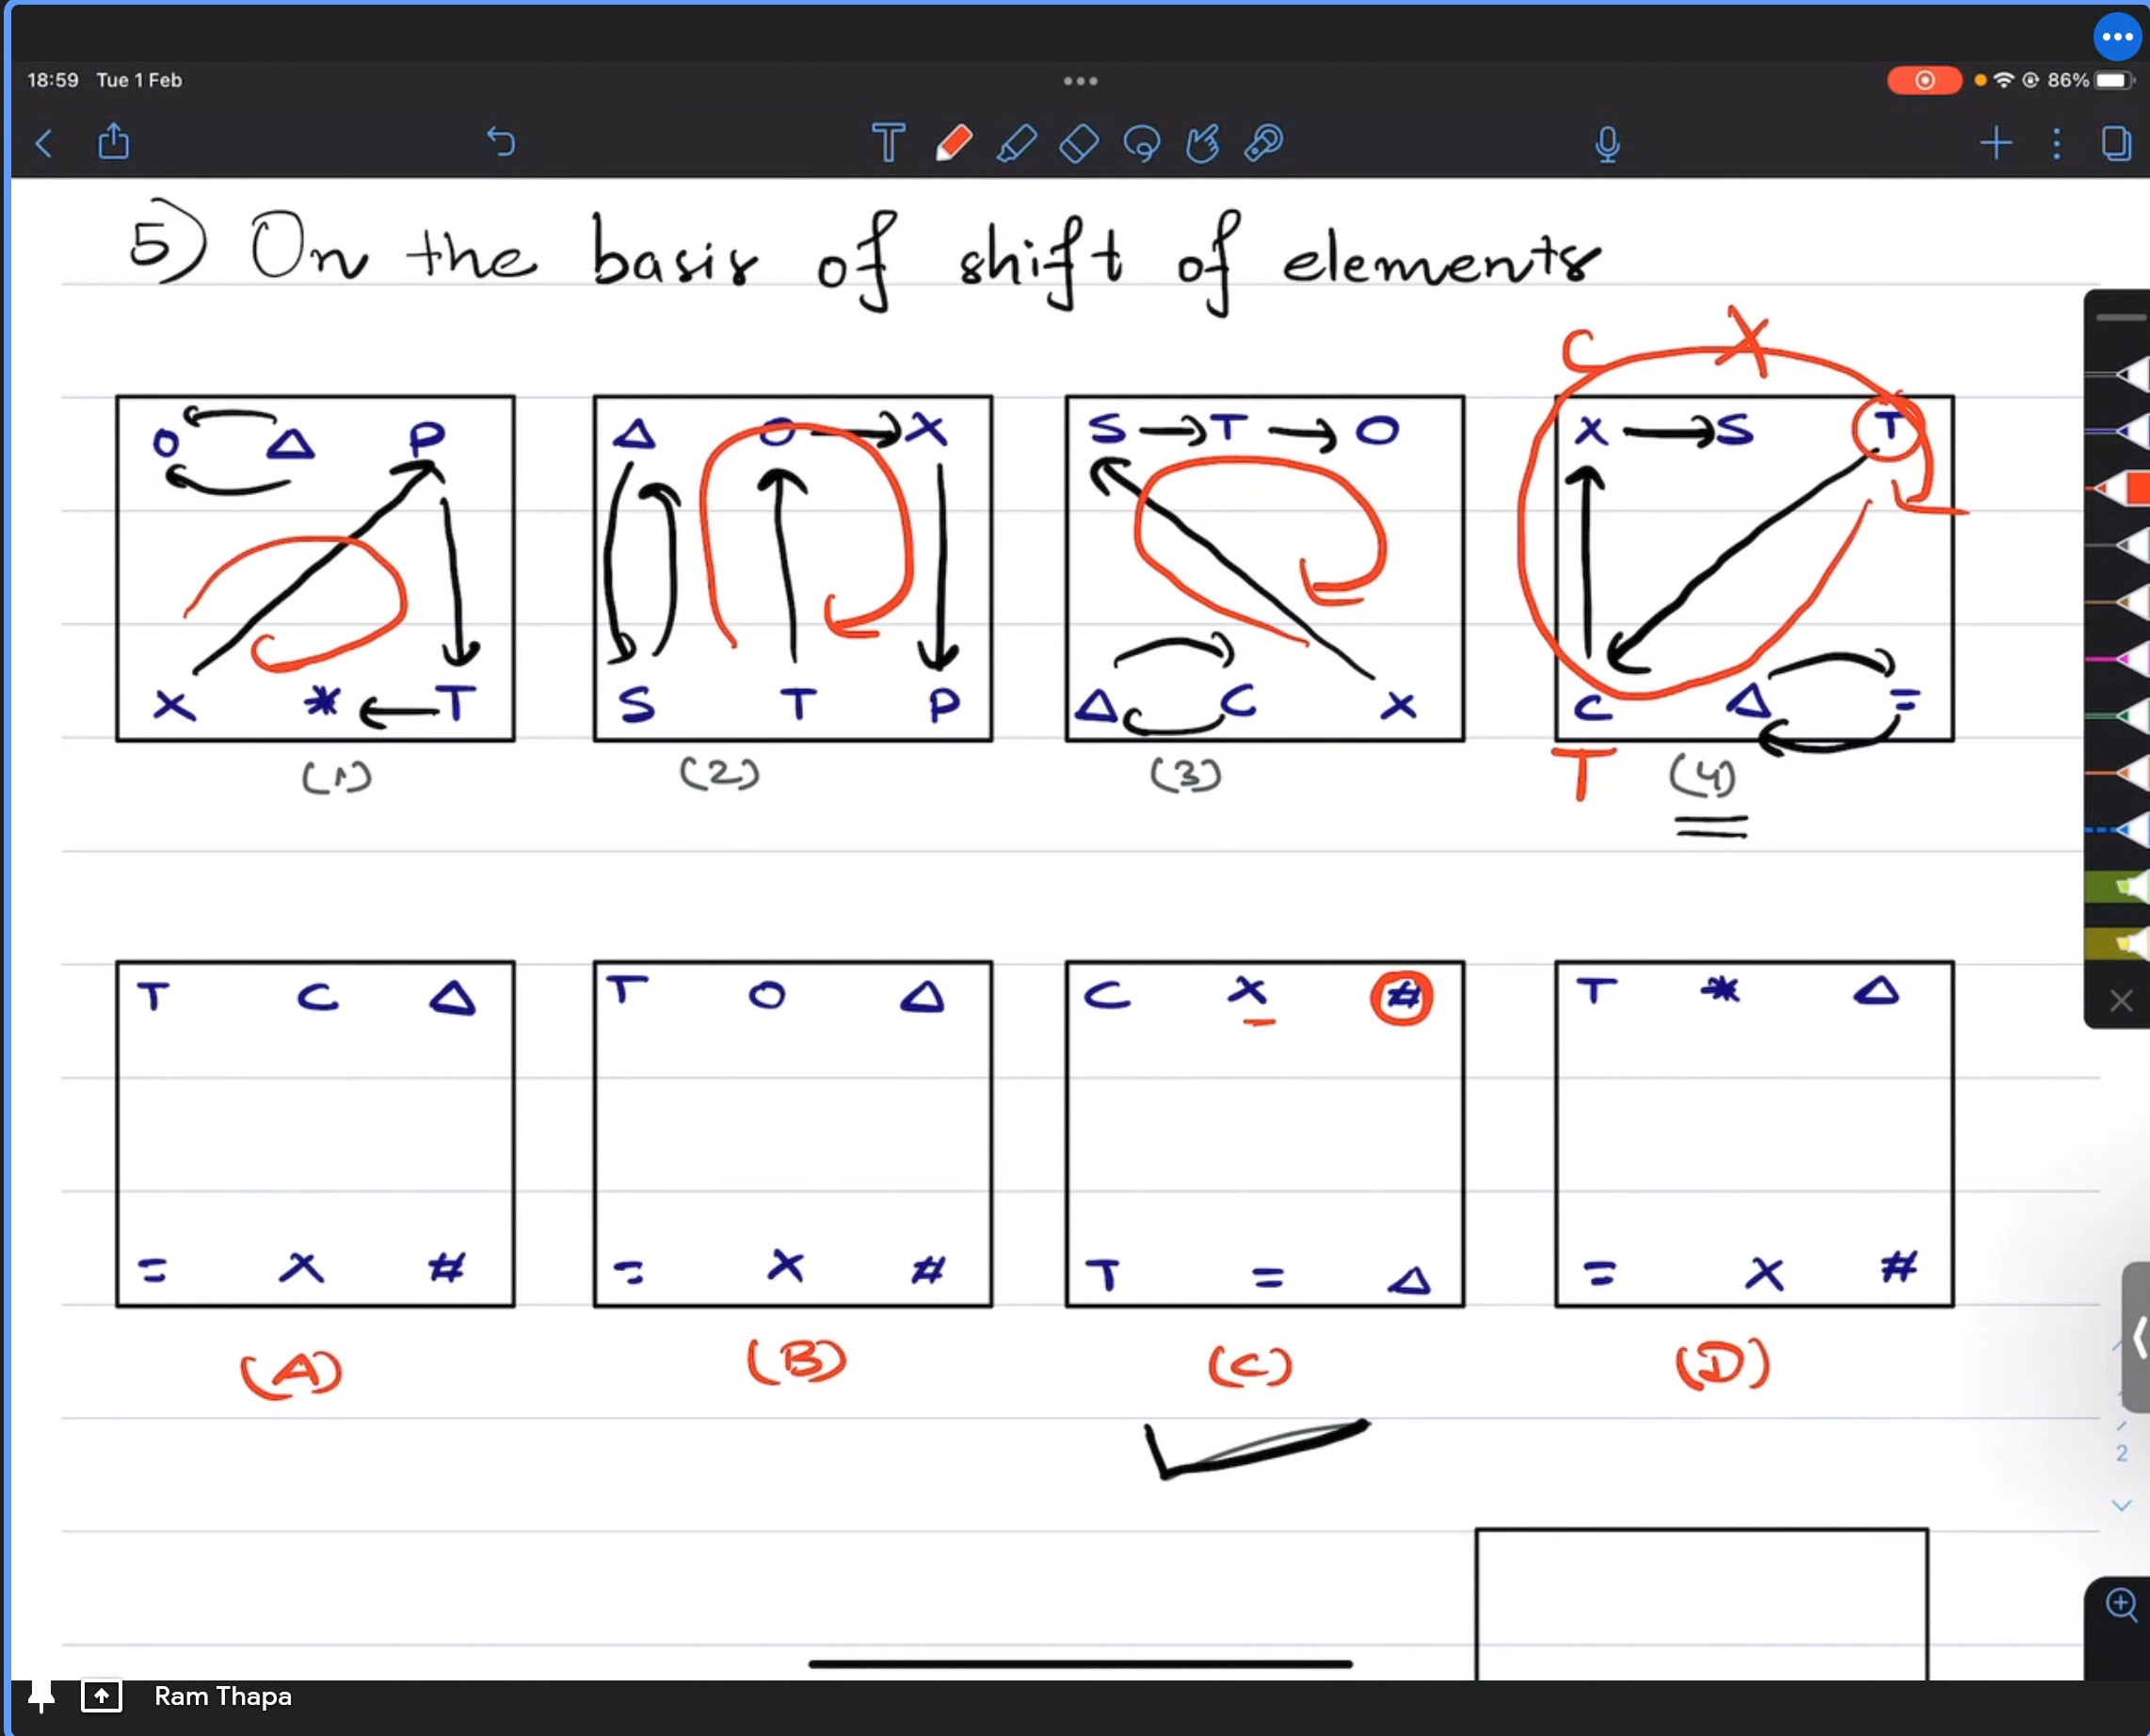 18:59 Tue 1 Feb
86%
T
5) On the basis of shift of elements
C X
O Δ P
Δ O X
S T O
X S T
X * T
S T P
Δ C X
C Δ =
(1)
(2)
(3)
T (4)
T C Δ
T O Δ
C X #
T * Δ
= X #
= X #
T = Δ
= X #
(A)
(B)
(C)
(D)
2
Ram Thapa